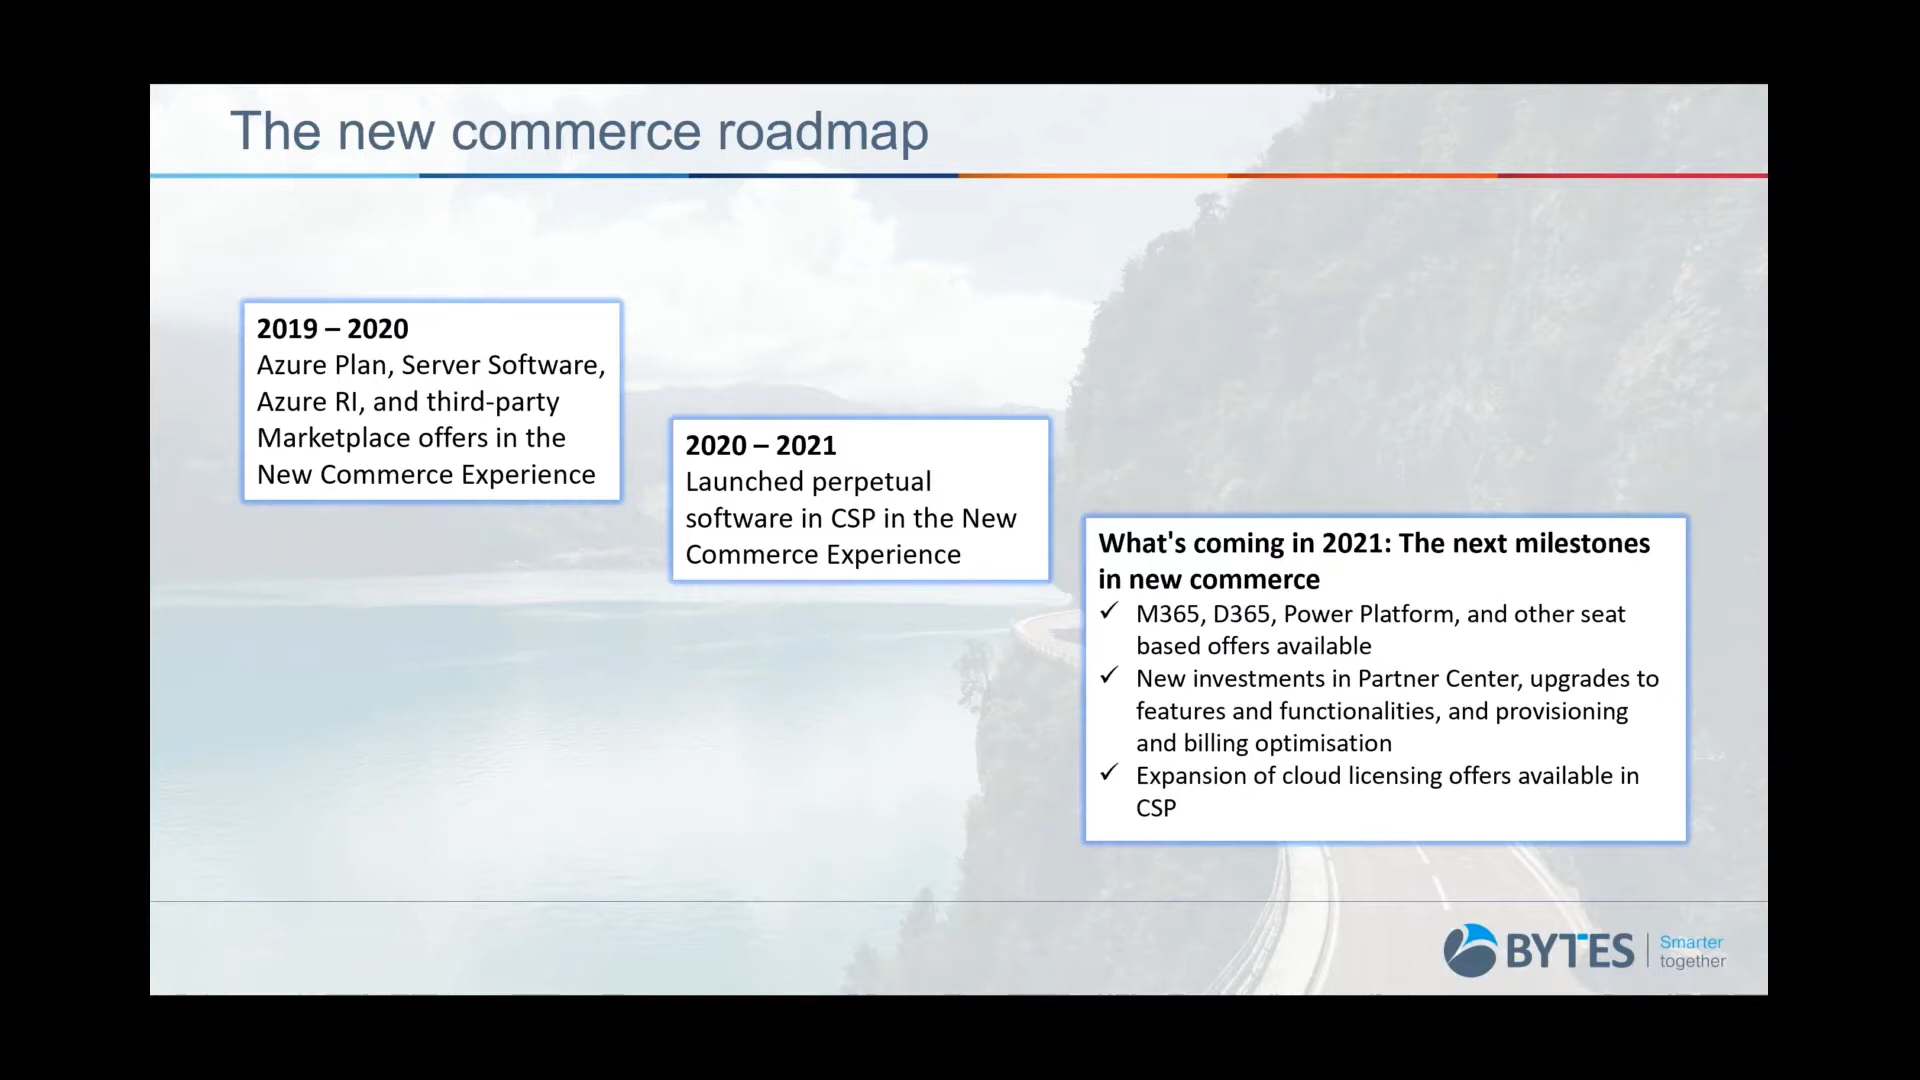 The new commerce roadmap
2019 – 2020
Azure Plan, Server Software,
Azure RI, and third-party
Marketplace offers in the
New Commerce Experience
2020 – 2021
Launched perpetual
software in CSP in the New
Commerce Experience
What's coming in 2021: The next milestones
in new commerce
✓ M365, D365, Power Platform, and other seat
based offers available
✓ New investments in Partner Center, upgrades to
features and functionalities, and provisioning
and billing optimisation
✓ Expansion of cloud licensing offers available in
CSP
BYTES
Smarter
together